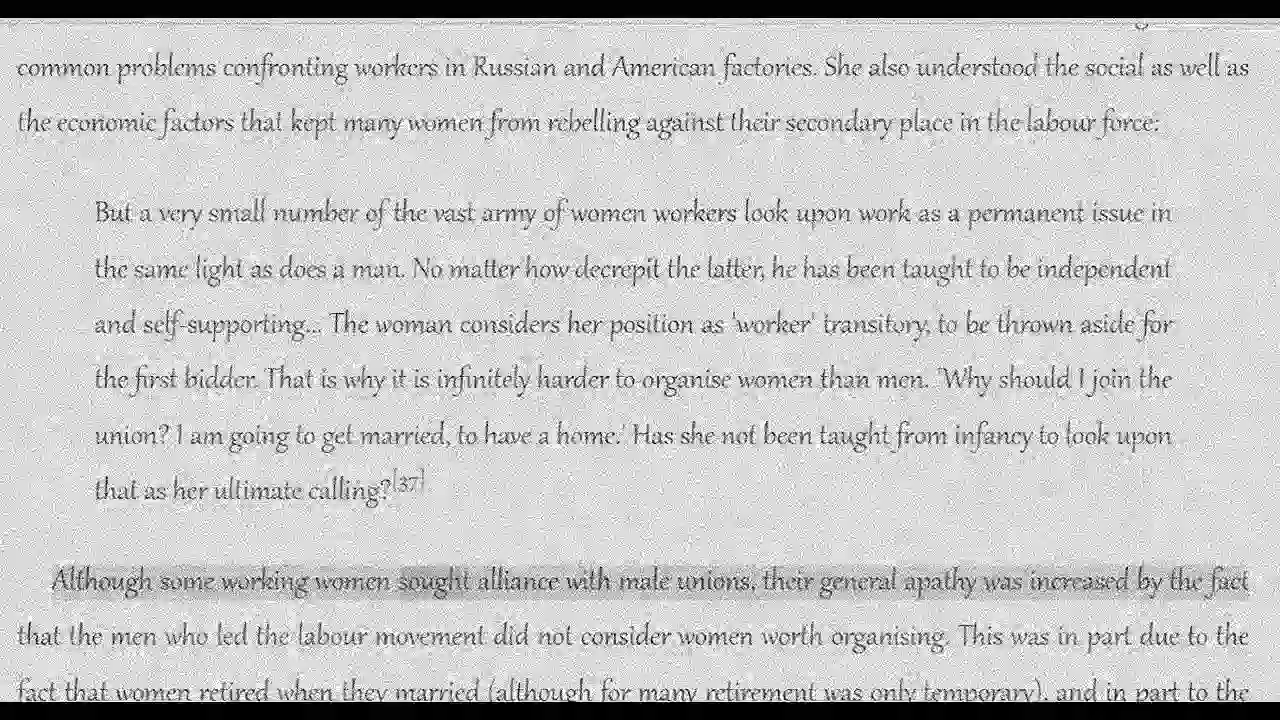 common problems confronting workers in Russian and American factories. She also understood the social as well as
the economic factors that kept many women from rebelling against their secondary place in the labour force:
But a very small number of the vast army of women workers look upon work as a permanent issue in
the same light as does a man. No matter how decrepit the latter, he has been taught to be independent
and self-supporting... The woman considers her position as 'worker' transitory, to be thrown aside for
the first bidder. That is why it is infinitely harder to organise women than men. 'Why should I join the
union? I am going to get married, to have a home.' Has she not been taught from infancy to look upon
that as her ultimate calling?[37]
Although some working women sought alliance with male unions, their general apathy was increased by the fact
that the men who led the labour movement did not consider women worth organising. This was in part due to the
fact that women retired when they married (although for many retirement was only temporary), and in part to the